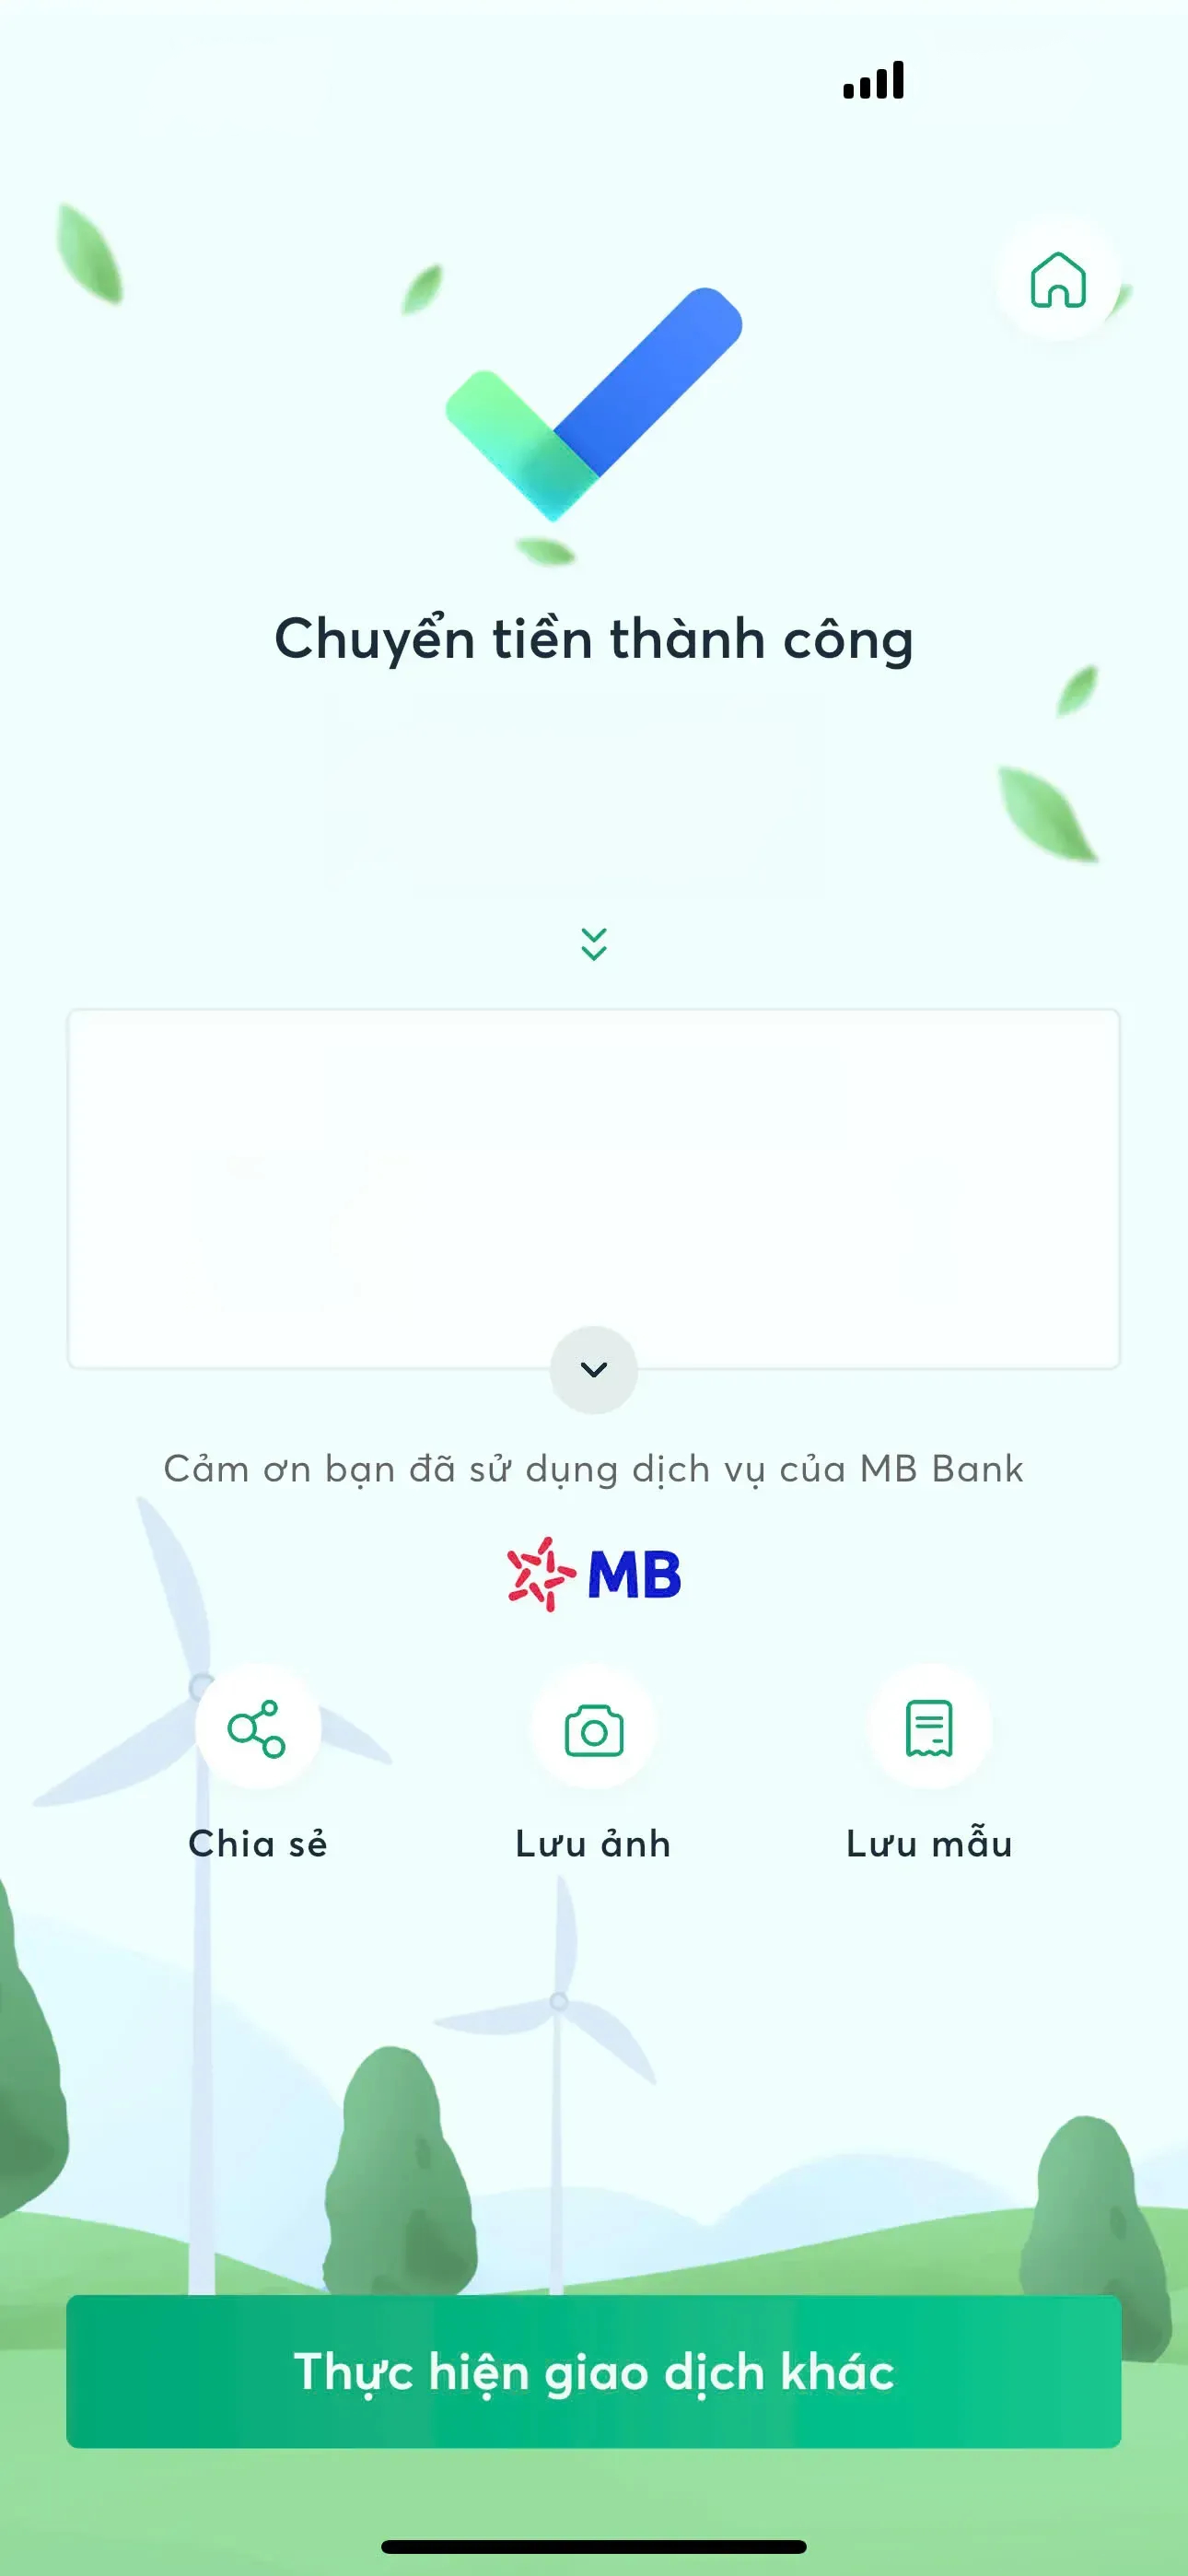 Chuyển tiền thành công
Cảm ơn bạn đã sử dụng dịch vụ của MB Bank
MB
Chia sẻ
Lưu ảnh
Lưu mẫu
Thực hiện giao dịch khác